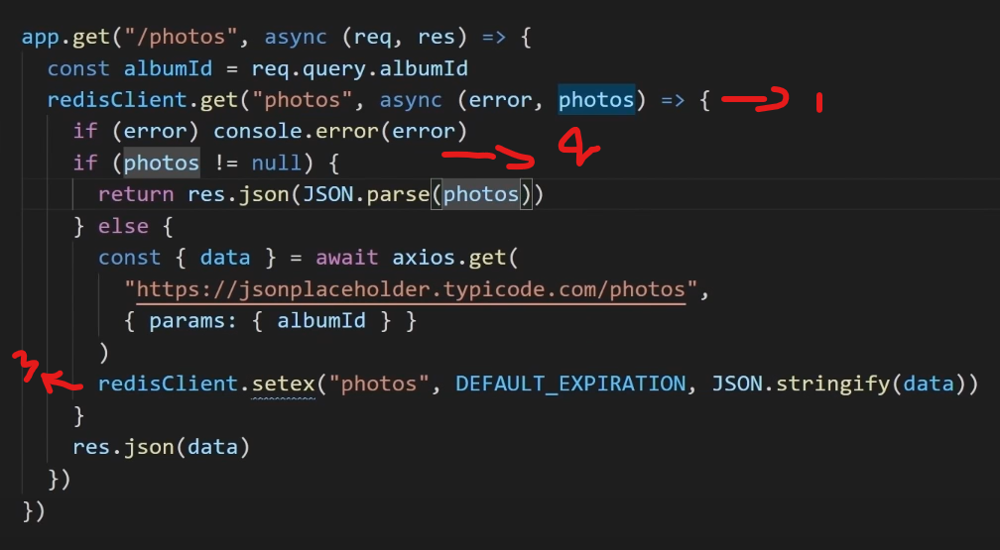 app.get("/photos", async (req, res) => {
const albumId = req.query.albumId
redisClient.get("photos", async (error, photos) => { 1
if (error) console.error(error)
if (photos != null) { 2
return res.json(JSON.parse(photos))
} else {
const { data } = await axios.get(
"https://jsonplaceholder.typicode.com/photos",
{ params: { albumId } }
)
3 redisClient.setex("photos", DEFAULT_EXPIRATION, JSON.stringify(data))
}
res.json(data)
})
})